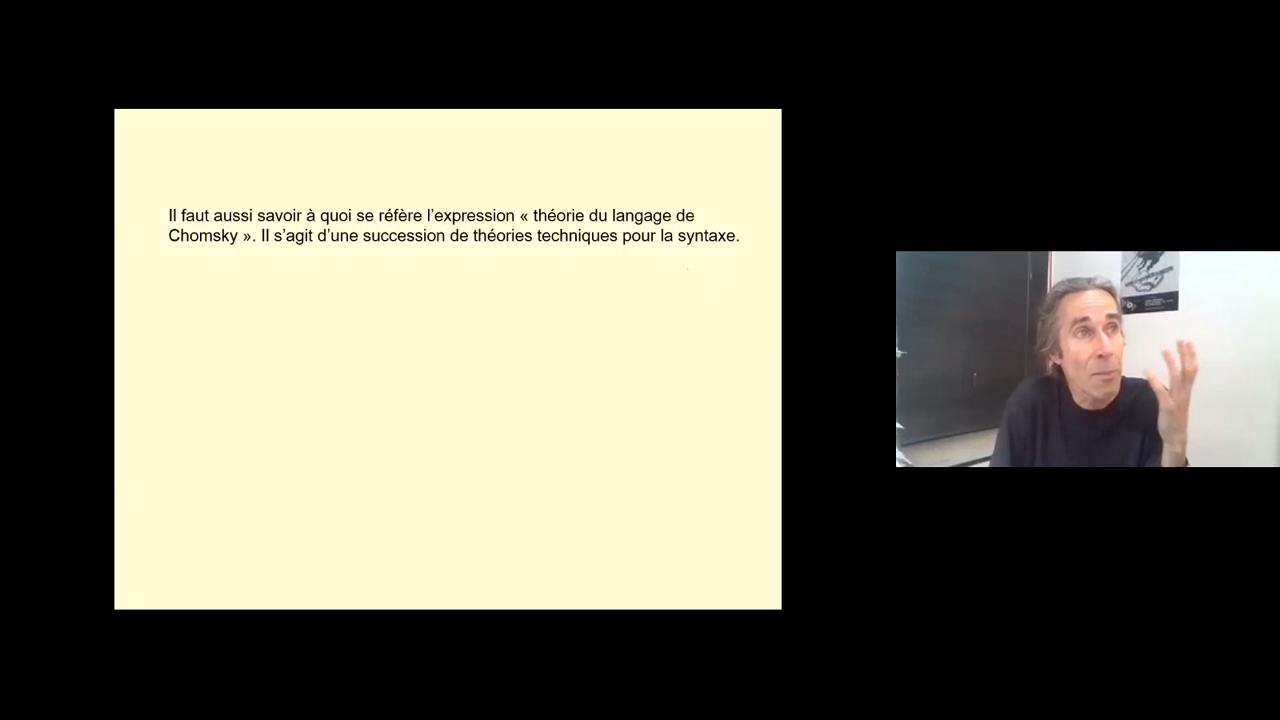 Il faut aussi savoir à quoi se réfère l’expression « théorie du langage de
Chomsky ». Il s’agit d’une succession de théories techniques pour la syntaxe.